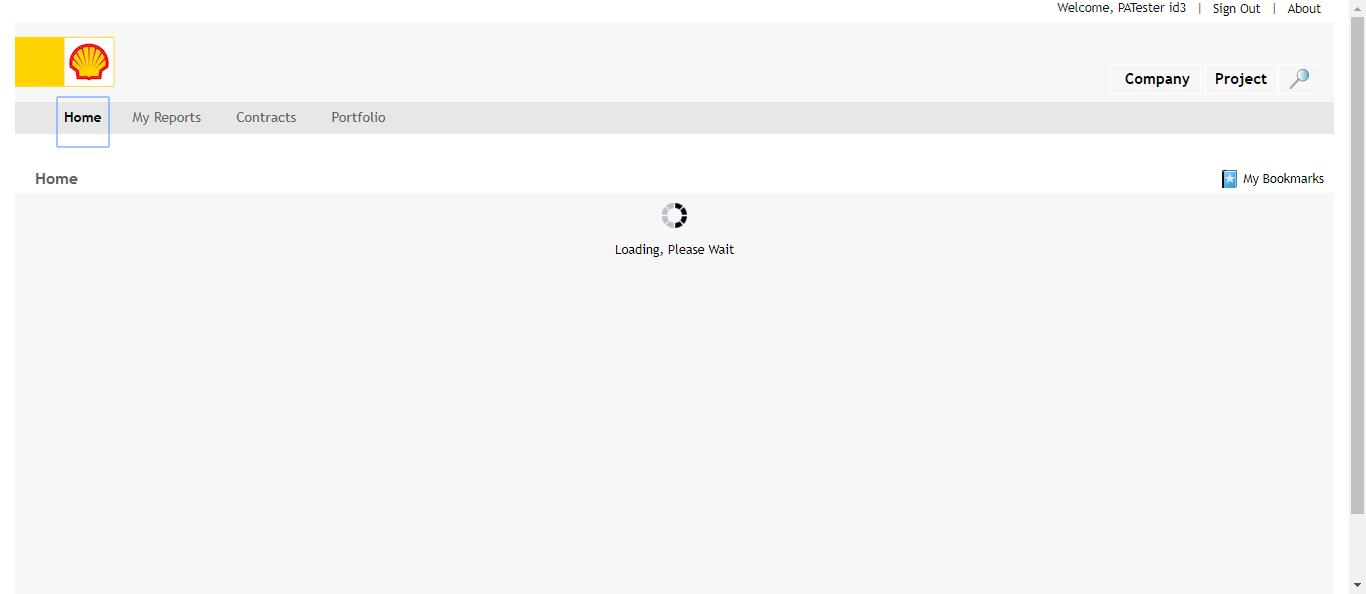 Welcome, PATester id3 | Sign Out | About
Company Project
Home My Reports Contracts Portfolio
Home
My Bookmarks
Loading, Please Wait